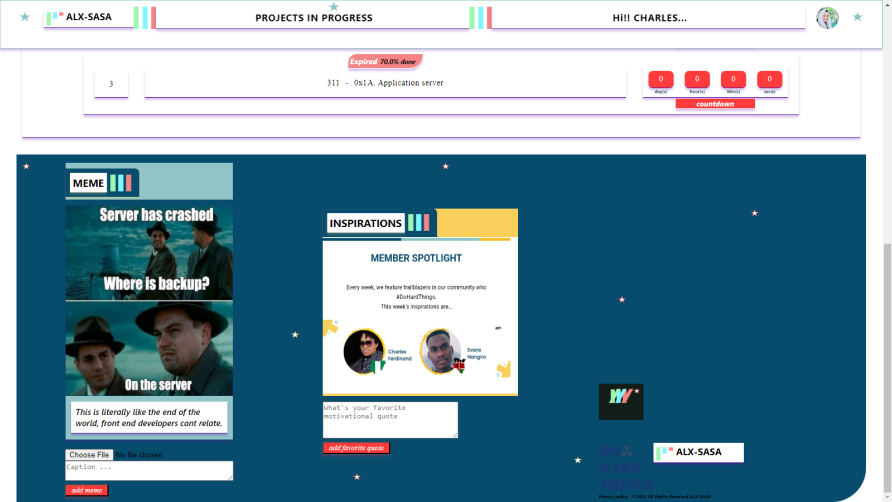 ALX-SASA
PROJECTS IN PROGRESS
Hi!! CHARLES...
Expired 70.0% done
3
311 - 0x1A. Application server
0 0 0 0
day(s) hour(s) Min(s) sec(s)
countdown
MEME
Server has crashed
Where is backup?
On the server
This is literally like the end of the
world, front end developers cant relate.
Choose File No file chosen
Caption ...
add meme
INSPIRATIONS
MEMBER SPOTLIGHT
Every week, we feature trailblazers in our community who
#DoHardThings.
This week's inspirations are...
Charles
Ferdinand
Evans
Nangiro
What's your favorite
motivational quote
add favorite quote
DO
HARD
THINGS
ALX-SASA
Privacy policy ©2023 All Rights Reserved ALX-SASA